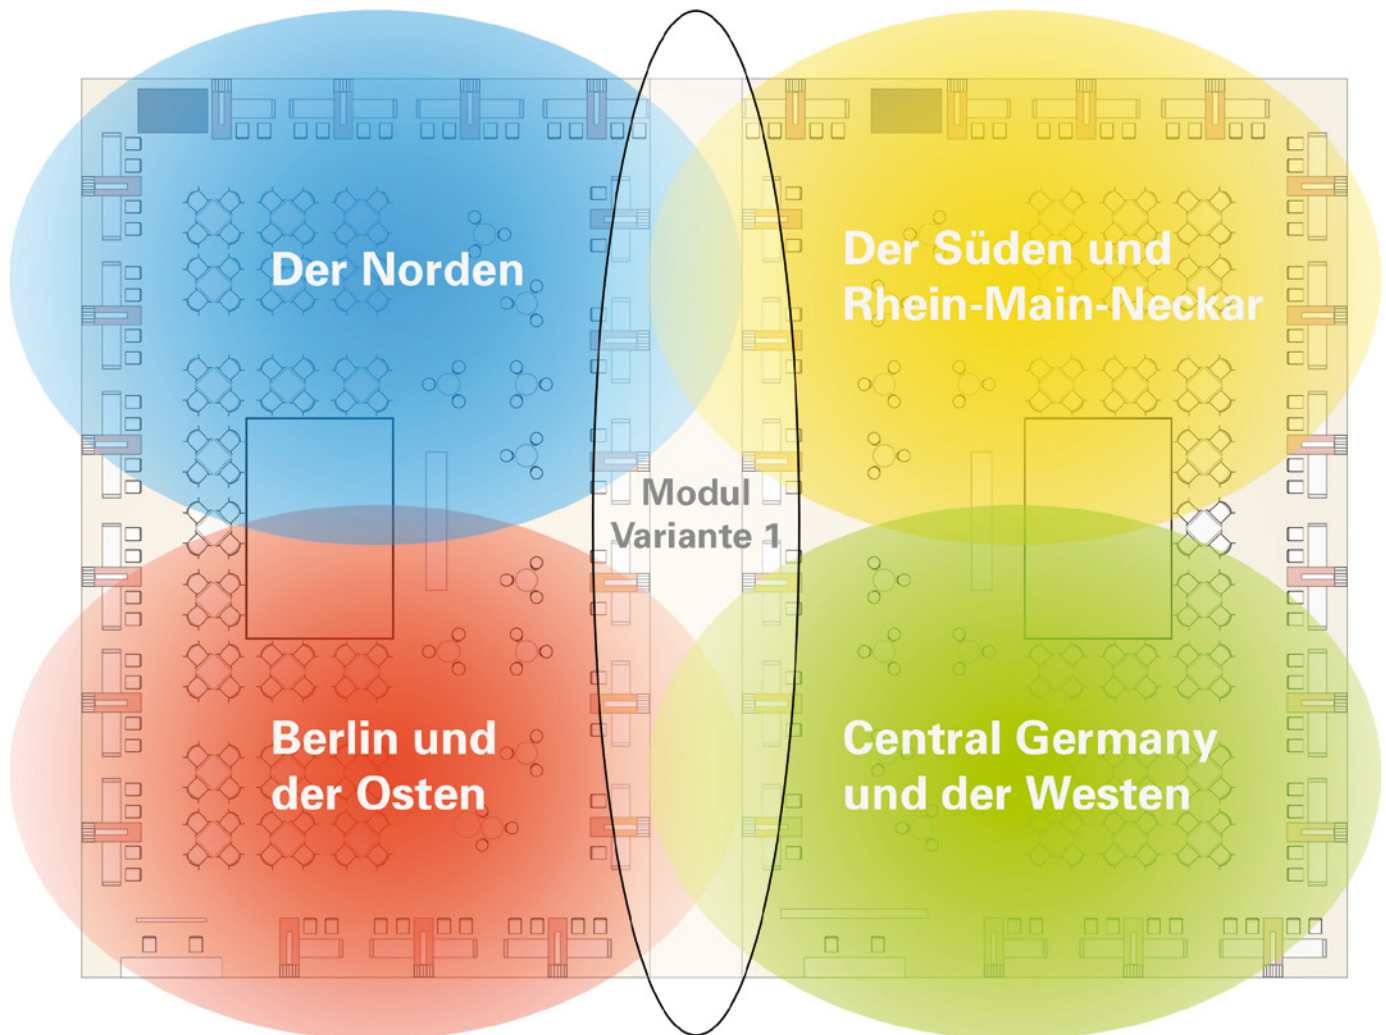 Der Norden
Der Süden und
Rhein-Main-Neckar
Modul
Variante 1
Berlin und
der Osten
Central Germany
und der Westen